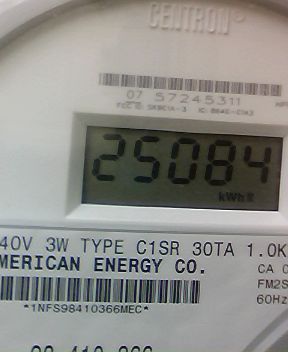 CENTRON®
07 57245311
25084
kWh
40V 3W TYPE C1SR 30TA 1.0K
MERICAN ENERGY CO.
CA 0
FM2S
60Hz
*1NFS98410366MEC*